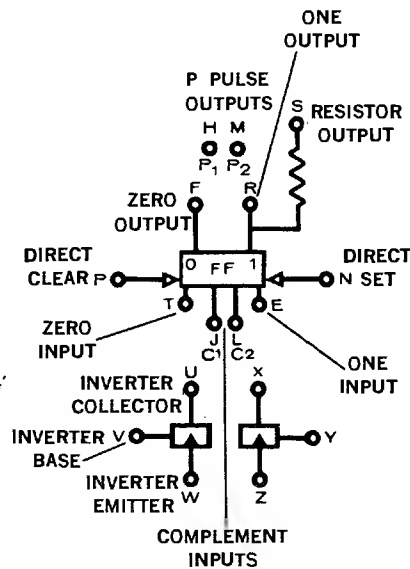 ONE
OUTPUT
P PULSE
OUTPUTS
S RESISTOR
OUTPUT
H M
P1 P2
F R
ZERO
OUTPUT
0 FF 1
DIRECT
CLEAR P
DIRECT
N SET
T E
ZERO
INPUT
J L
C1 C2
ONE
INPUT
U X
INVERTER
COLLECTOR
INVERTER V
BASE
Y
INVERTER
EMITTER
W Z
COMPLEMENT
INPUTS